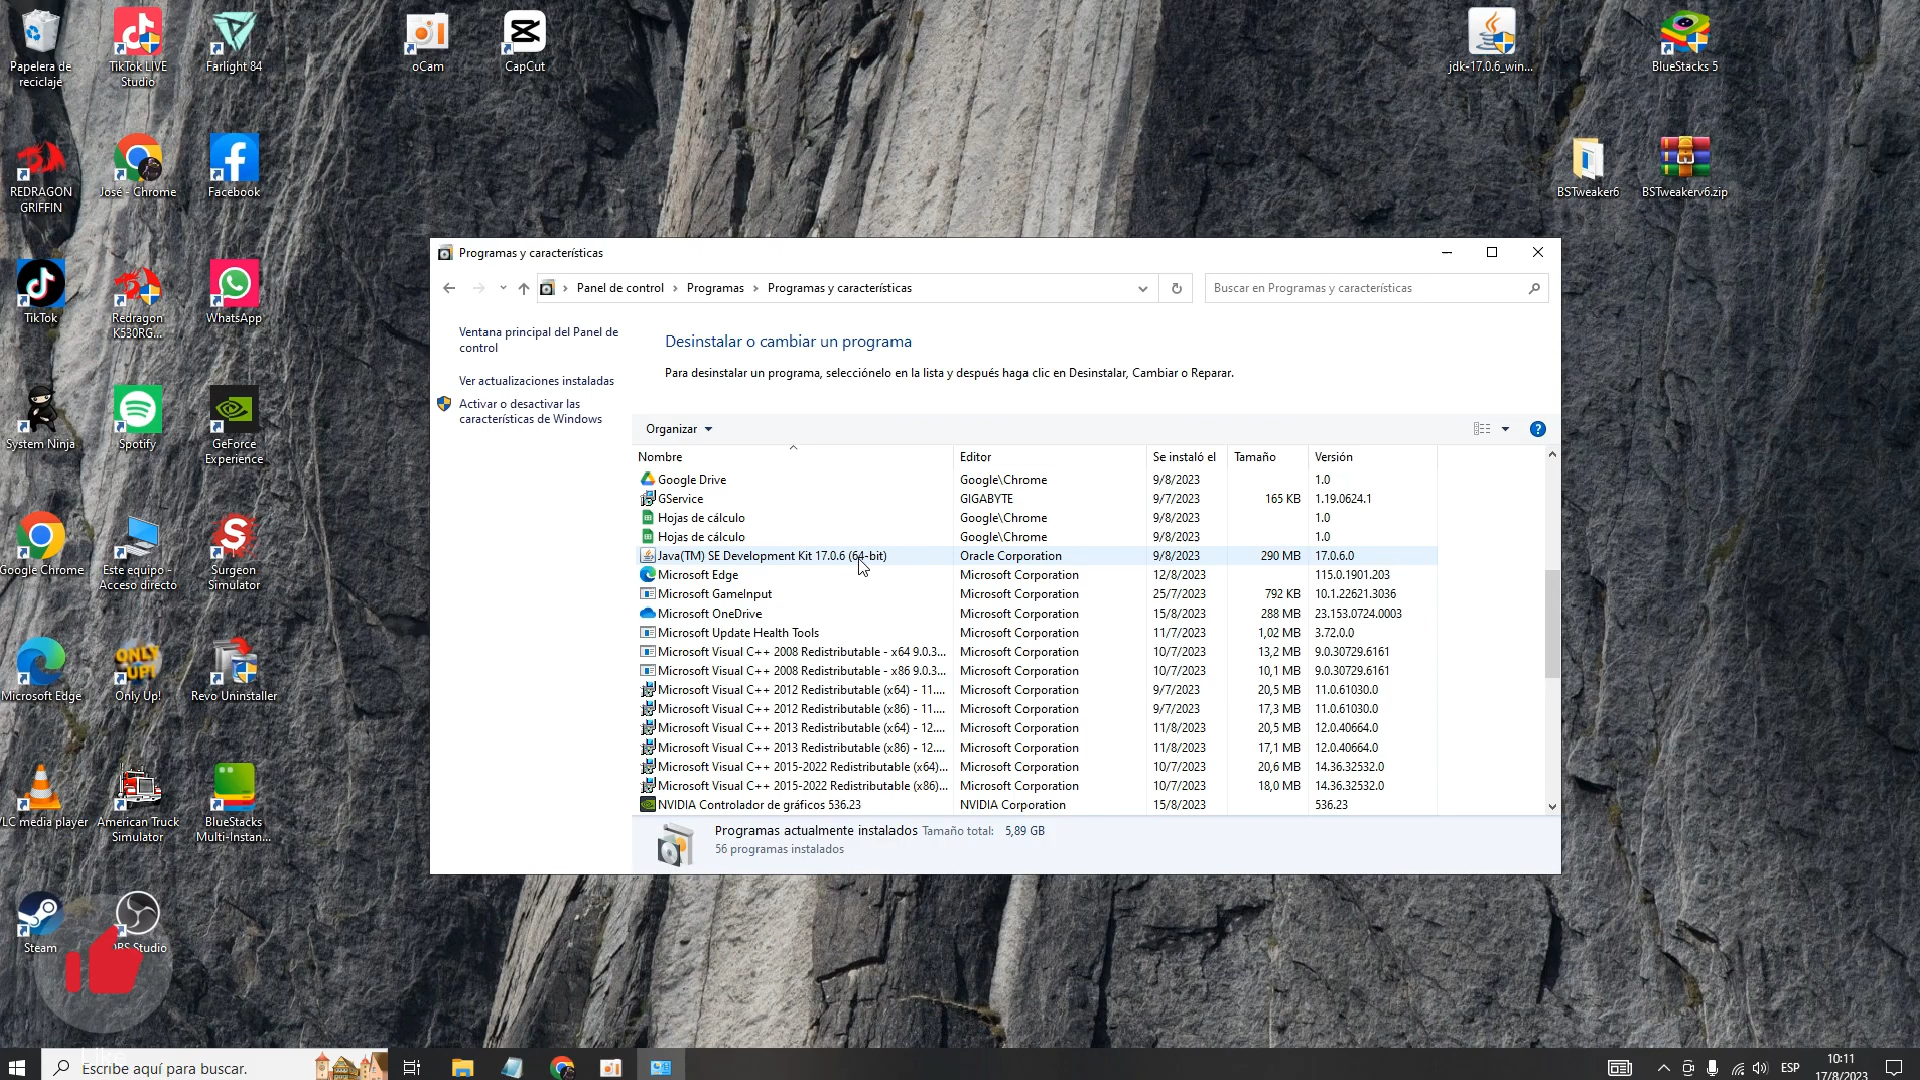 Papelera de
reciclaje
TikTok LIVE
Studio
Farlight 84
oCam
CapCut
jdk-17.0.6_win...
BlueStacks 5
REDRAGON
GRIFFIN
José - Chrome
Facebook
BSTweaker6
BSTweakerv6.zip
TikTok
Redragon
K530RG...
WhatsApp
System Ninja
Spotify
GeForce
Experience
Google Chrome
Este equipo -
Acceso directo
Surgeon
Simulator
Microsoft Edge
ONLY
UP!
Only Up!
Revo Uninstaller
VLC media player
American Truck
Simulator
BlueStacks
Multi-Instan...
Steam
OBS Studio
Programas y características
Panel de control
Programas
Programas y características
Buscar en Programas y características
Ventana principal del Panel de
control
Ver actualizaciones instaladas
Activar o desactivar las
características de Windows
Desinstalar o cambiar un programa
Para desinstalar un programa, selecciónelo en la lista y después haga clic en Desinstalar, Cambiar o Reparar.
Organizar
Nombre Editor Se instaló el Tamaño Versión
Google Drive Google\Chrome 9/8/2023 1.0
GService GIGABYTE 9/7/2023 165 KB 1.19.0624.1
Hojas de cálculo Google\Chrome 9/8/2023 1.0
Hojas de cálculo Google\Chrome 9/8/2023 1.0
Java(TM) SE Development Kit 17.0.6 (64-bit) Oracle Corporation 9/8/2023 290 MB 17.0.6.0
Microsoft Edge Microsoft Corporation 12/8/2023 115.0.1901.203
Microsoft GameInput Microsoft Corporation 25/7/2023 792 KB 10.1.22621.3036
Microsoft OneDrive Microsoft Corporation 15/8/2023 288 MB 23.153.0724.0003
Microsoft Update Health Tools Microsoft Corporation 11/7/2023 1,02 MB 3.72.0.0
Microsoft Visual C++ 2008 Redistributable - x64 9.0.3... Microsoft Corporation 10/7/2023 13,2 MB 9.0.30729.6161
Microsoft Visual C++ 2008 Redistributable - x86 9.0.3... Microsoft Corporation 10/7/2023 10,1 MB 9.0.30729.6161
Microsoft Visual C++ 2012 Redistributable (x64) - 11.... Microsoft Corporation 9/7/2023 20,5 MB 11.0.61030.0
Microsoft Visual C++ 2012 Redistributable (x86) - 11.... Microsoft Corporation 9/7/2023 17,3 MB 11.0.61030.0
Microsoft Visual C++ 2013 Redistributable (x64) - 12.... Microsoft Corporation 11/8/2023 20,5 MB 12.0.40664.0
Microsoft Visual C++ 2013 Redistributable (x86) - 12.... Microsoft Corporation 11/8/2023 17,1 MB 12.0.40664.0
Microsoft Visual C++ 2015-2022 Redistributable (x64)... Microsoft Corporation 10/7/2023 20,6 MB 14.36.32532.0
Microsoft Visual C++ 2015-2022 Redistributable (x86)... Microsoft Corporation 10/7/2023 18,0 MB 14.36.32532.0
NVIDIA Controlador de gráficos 536.23 NVIDIA Corporation 15/8/2023 536.23
Programas actualmente instalados Tamaño total: 5,89 GB
56 programas instalados
Like
Escribe aquí para buscar.
ESP
10:11
17/8/2023